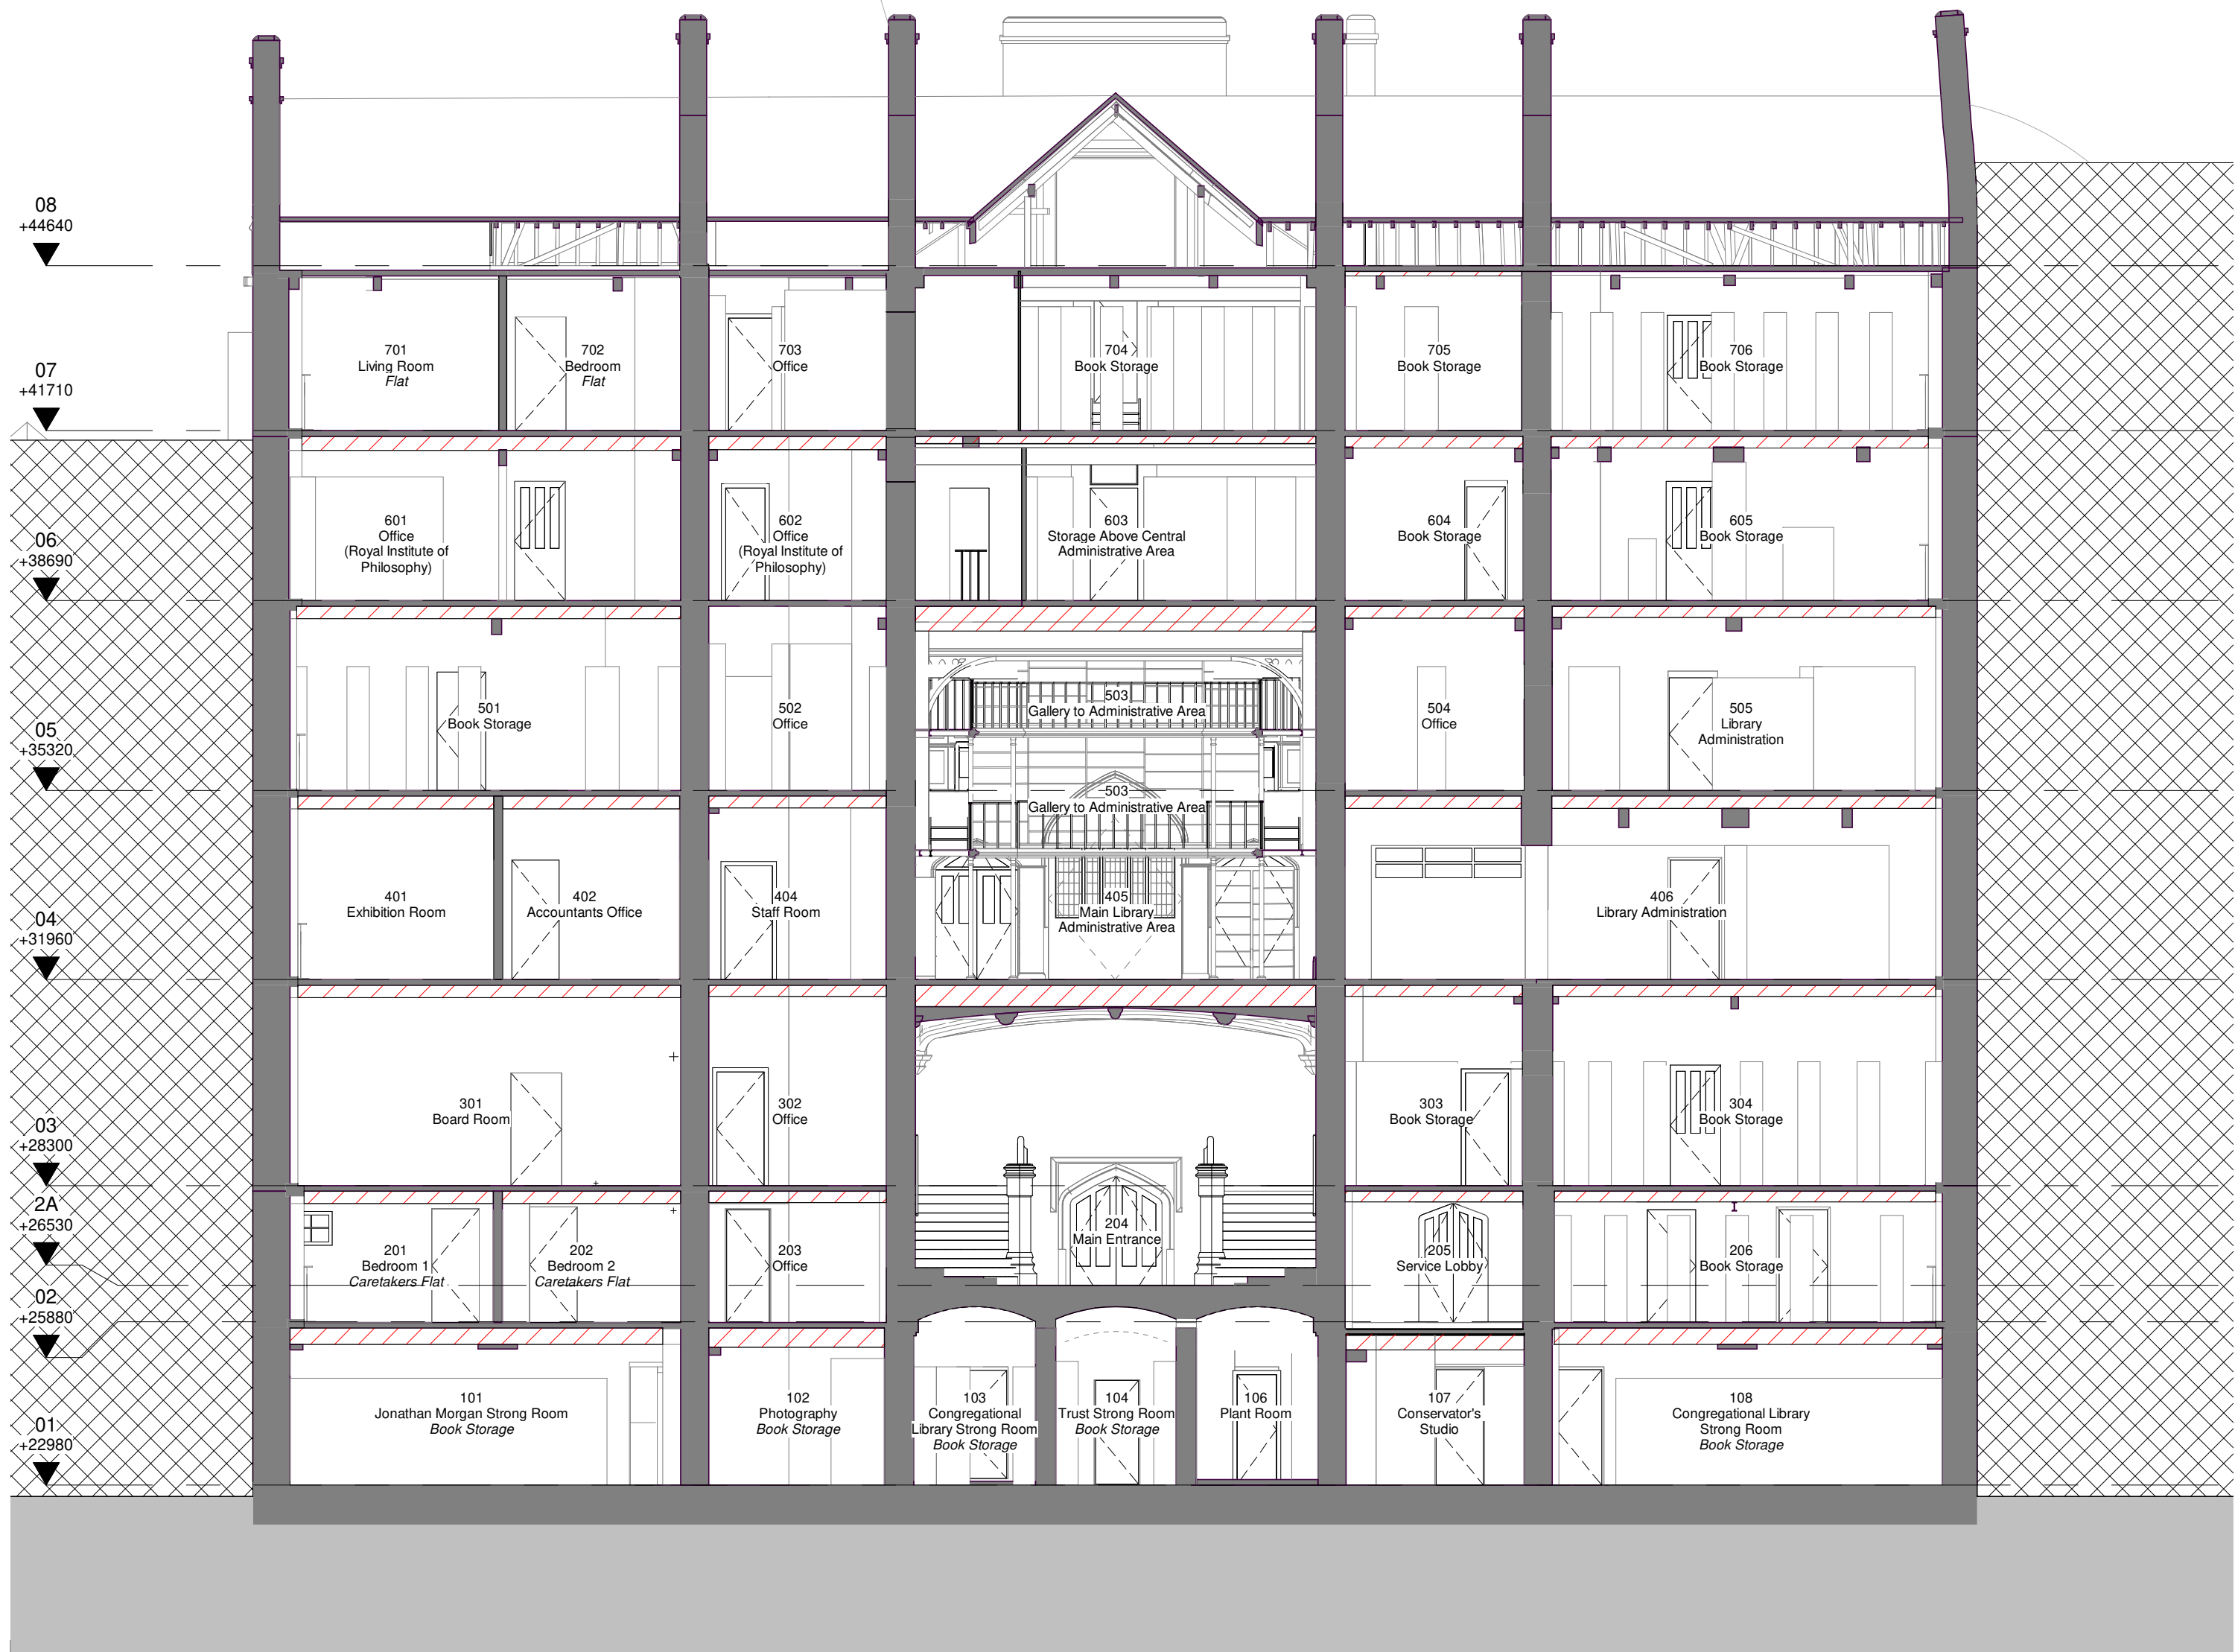 08
+44640
07
+41710
701
Living Room
Flat
702
Bedroom
Flat
703
Office
704
Book Storage
705
Book Storage
706
Book Storage
06
+38690
601
Office
(Royal Institute of
Philosophy)
602
Office
(Royal Institute of
Philosophy)
603
Storage Above Central
Administrative Area
604
Book Storage
605
Book Storage
05
+35320
501
Book Storage
502
Office
503
Gallery to Administrative Area
504
Office
505
Library
Administration
503
Gallery to Administrative Area
04
+31960
401
Exhibition Room
402
Accountants Office
404
Staff Room
405
Main Library
Administrative Area
406
Library Administration
03
+28300
301
Board Room
302
Office
303
Book Storage
304
Book Storage
2A
+26530
201
Bedroom 1
Caretakers Flat
202
Bedroom 2
Caretakers Flat
203
Office
204
Main Entrance
205
Service Lobby
206
Book Storage
02
+25880
01
+22980
101
Jonathan Morgan Strong Room
Book Storage
102
Photography
Book Storage
103
Congregational
Library Strong Room
Book Storage
104
Trust Strong Room
Book Storage
106
Plant Room
107
Conservator's
Studio
108
Congregational Library
Strong Room
Book Storage